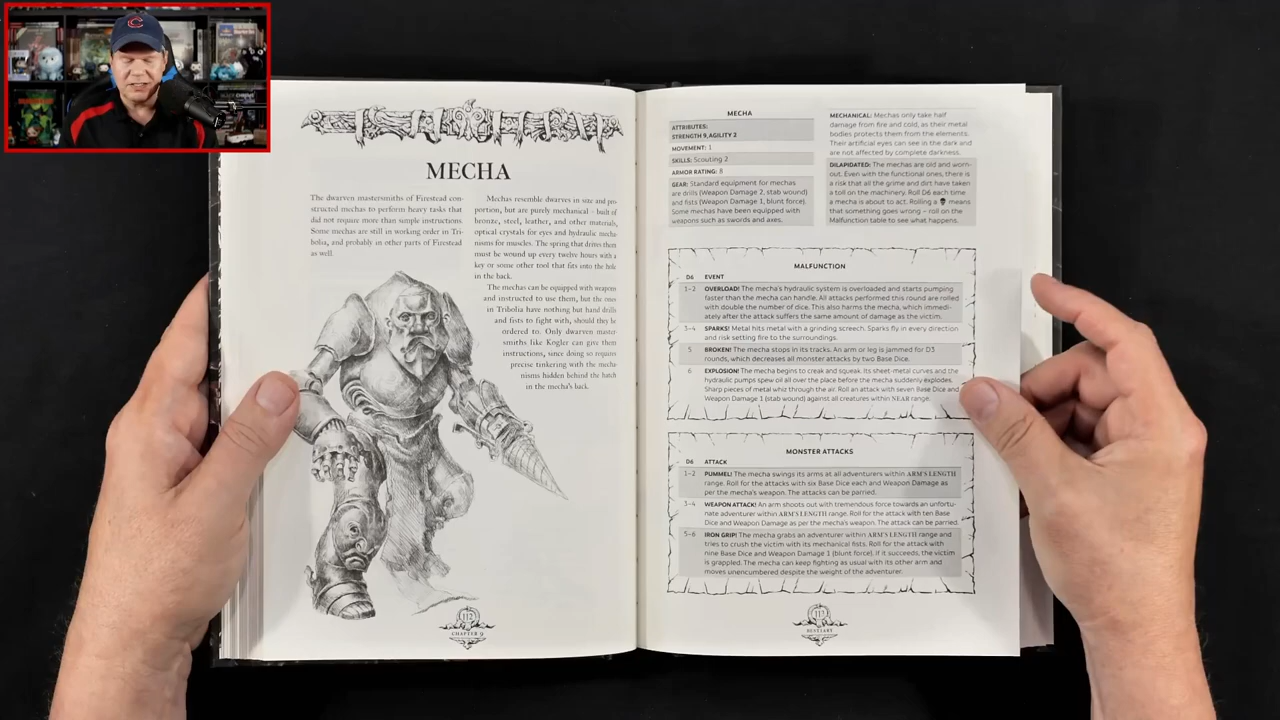 MECHA
The dwarven mastersmiths of Firestead con-
structed mechas to perform heavy tasks that
did not require more than simple instructions.
Some mechas are still in working order in Tri-
bolia, and probably in other parts of Firestead
as well.
Mechas resemble dwarves in size and pro-
portion, but are purely mechanical – built of
bronze, steel, leather, and other materials,
optical crystals for eyes and hydraulic mecha-
nisms for muscles. The spring that drives them
must be wound up every twelve hours with a
key or some other tool that fits into the hole
in the back.
The mechas can be equipped with weapons
and instructed to use them, but the ones
in Tribolia have nothing but hand drills
and fists to fight with, should they be
ordered to. Only dwarven master-
smiths like Kogler can give them
instructions, since doing so requires
precise tinkering with the mecha-
nisms hidden behind the hatch
in the mecha's back.
112
CHAPTER 9
MECHA
ATTRIBUTES:
STRENGTH 9, AGILITY 2
MOVEMENT: 1
SKILLS: Scouting 2
ARMOR RATING: 8
GEAR: Standard equipment for mechas
are drills (Weapon Damage 2, stab wound)
and fists (Weapon Damage 1, blunt force).
Some mechas have been equipped with
weapons such as swords and axes.
MECHANICAL: Mechas only take half
damage from fire and cold, as their metal
bodies protects them from the elements.
Their artificial eyes can see in the dark and
are not affected by complete darkness.
DILAPIDATED: The mechas are old and worn-
out. Even with the functional ones, there
is a risk that all the grime and dirt have taken
a toll on the machinery. Roll D6 each time
a mecha is about to act. Rolling a means
that something goes wrong – roll on the
Malfunction table to see what happens.
MALFUNCTION
D6 EVENT
1–2 OVERLOAD! The mecha's hydraulic system is overloaded and starts pumping
faster than the mecha can handle. All attacks performed this round are rolled
with double the number of dice. This also harms the mecha, which immedi-
ately after the attack suffers the same amount of damage as the victim.
3–4 SPARKS! Metal hits metal with a grinding screech. Sparks fly in every direction
and risk setting fire to the surroundings.
5 BROKEN! The mecha stops in its tracks. An arm or leg is jammed for D3
rounds, which decreases all monster attacks by two Base Dice.
6 EXPLOSION! The mecha begins to creak and squeak. Its sheet-metal curves and the
hydraulic pumps spew oil all over the place before the mecha suddenly explodes.
Sharp pieces of metal whiz through the air. Roll an attack with seven Base Dice and
Weapon Damage 1 (stab wound) against all creatures within NEAR range.
MONSTER ATTACKS
D6 ATTACK
1–2 PUMMEL! The mecha swings its arms at all adventurers within ARM'S LENGTH
range. Roll for the attacks with six Base Dice each and Weapon Damage as
per the mecha's weapon. The attacks can be parried.
3–4 WEAPON ATTACK! An arm shoots out with tremendous force towards an unfortu-
nate adventurer within ARM'S LENGTH range. Roll for the attack with ten Base
Dice and Weapon Damage as per the mecha's weapon. The attack can be parried.
5–6 IRON GRIP! The mecha grabs an adventurer within ARM'S LENGTH range and
tries to crush the victim with its mechanical fists. Roll for the attack with
nine Base Dice and Weapon Damage 1 (blunt force). If it succeeds, the victim
is grappled. The mecha can keep fighting as usual with its other arm and
moves unencumbered despite the weight of the adventurer.
113
BESTIARY